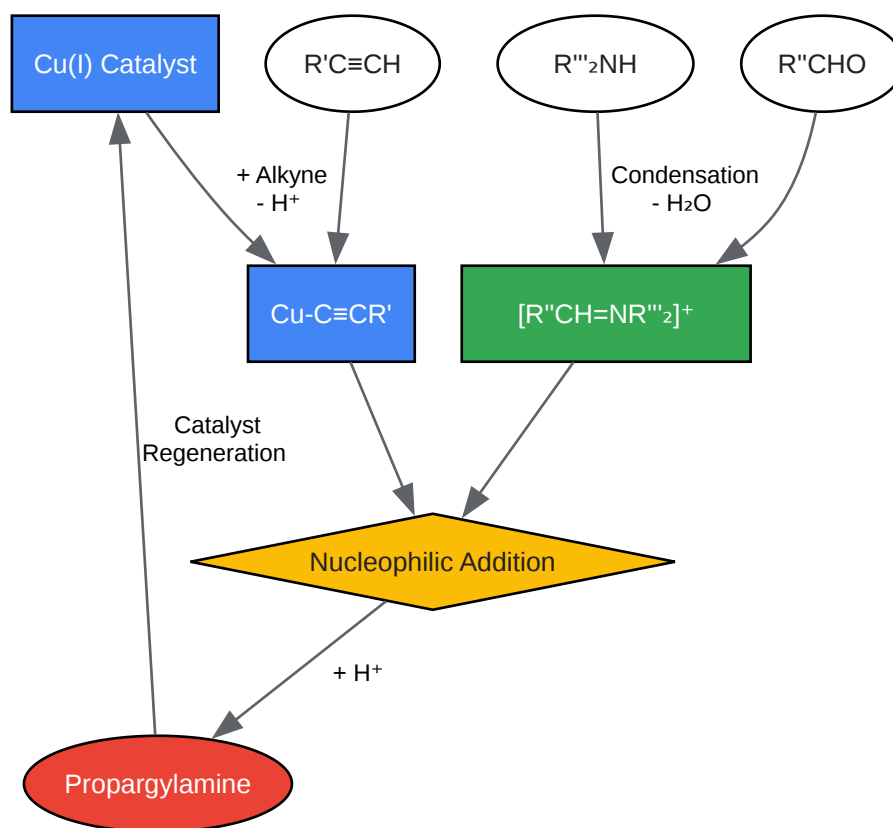 Cu(I) Catalyst
R'C≡CH
R'''₂NH
R''CHO
+ Alkyne
- H⁺
Condensation
- H₂O
Cu-C≡CR'
[R''CH=NR'''₂]⁺
Catalyst
Regeneration
Nucleophilic Addition
+ H⁺
Propargylamine